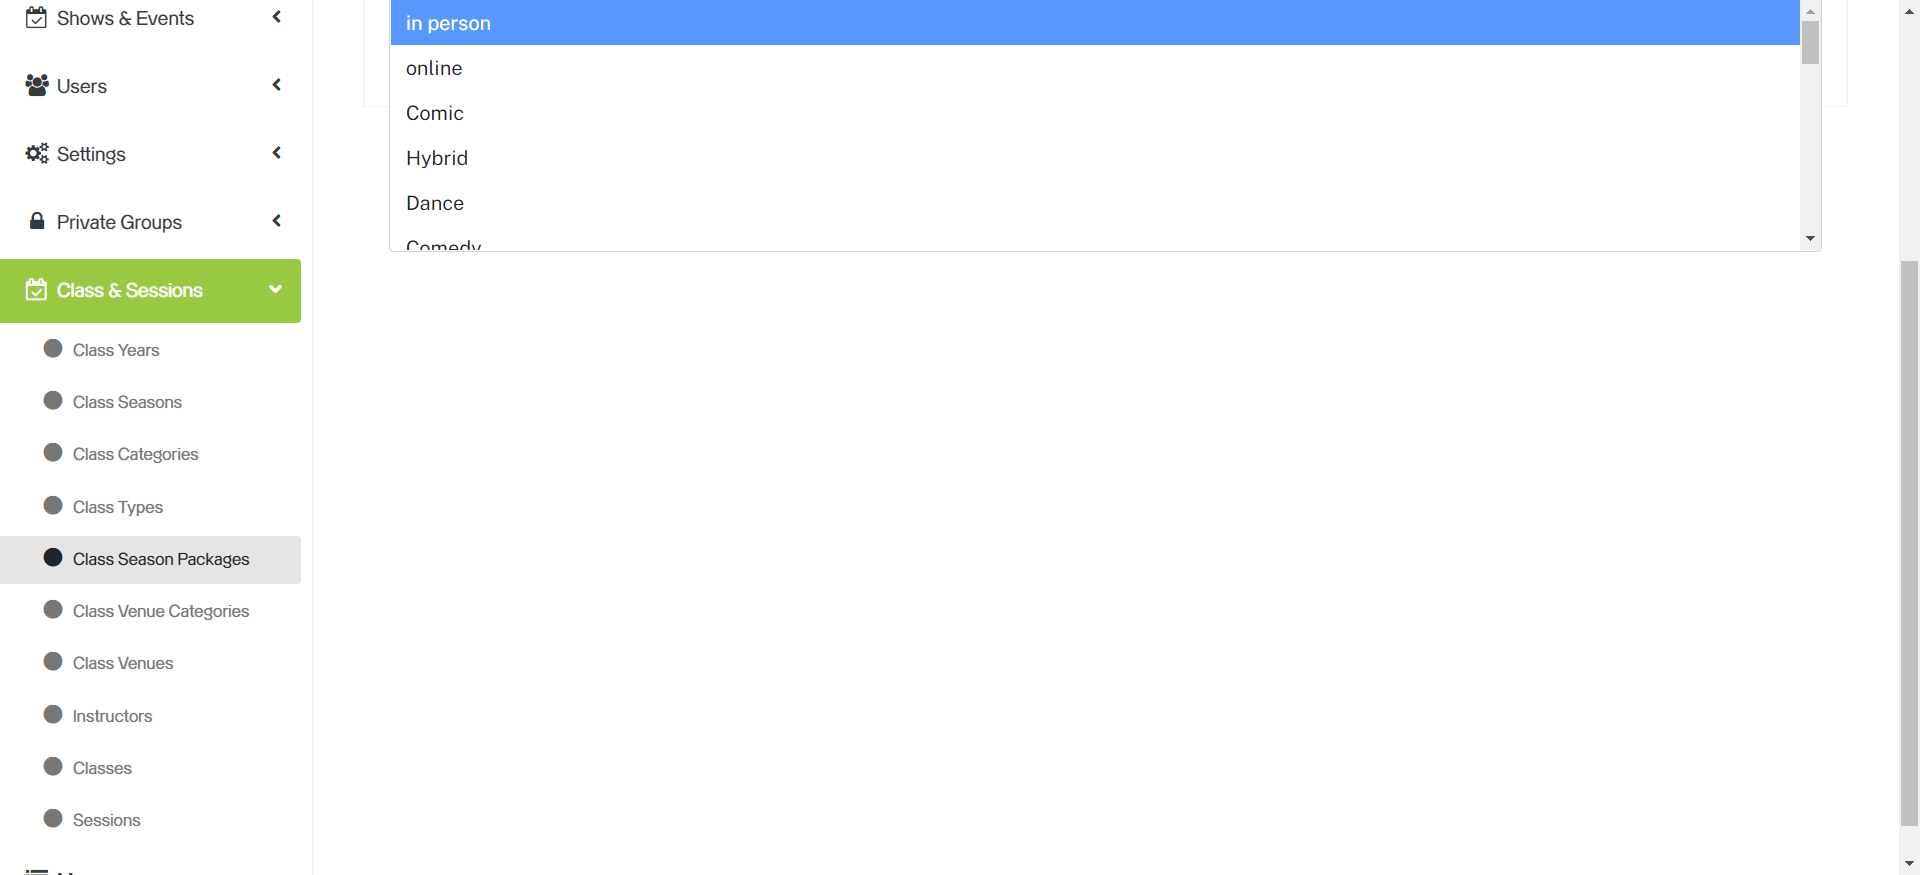 Shows & Events
Users
Settings
Private Groups
Class & Sessions
Class Years
Class Seasons
Class Categories
Class Types
Class Season Packages
Class Venue Categories
Class Venues
Instructors
Classes
Sessions
in person
online
Comic
Hybrid
Dance
Comedy